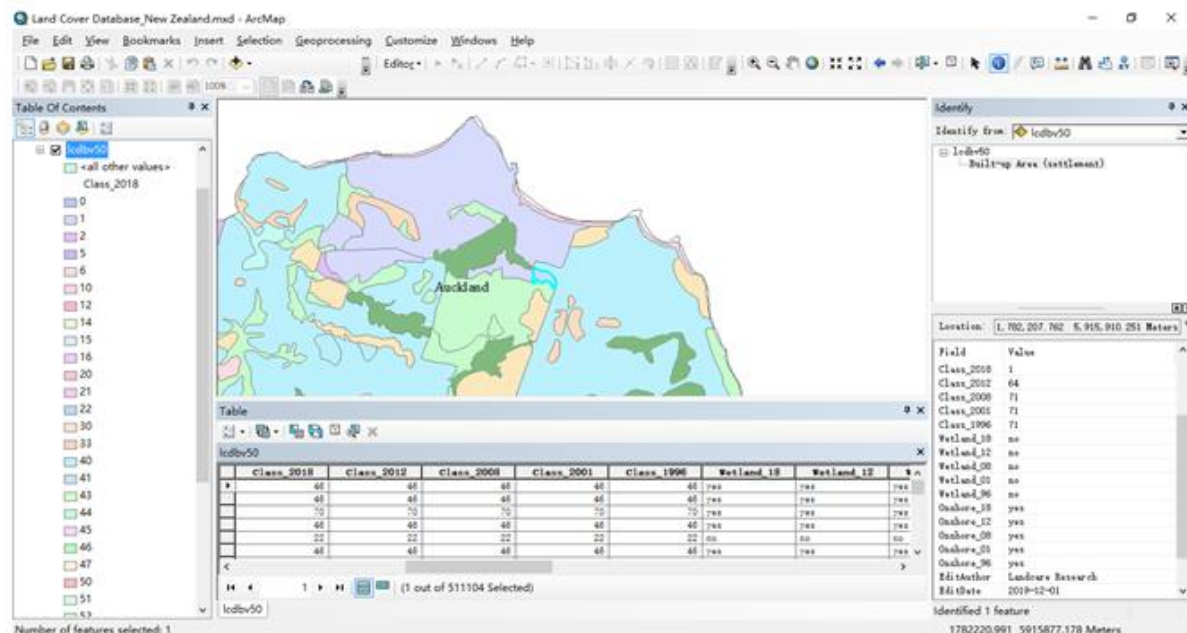 Land Cover Database_New Zealand.mxd - ArcMap
File Edit View Bookmarks Insert Selection Geoprocessing Customize Windows Help
Editor
100%
Table Of Contents
lcdbv50
<all other values>
Class_2018
0
1
2
5
6
10
12
14
15
16
20
21
22
30
33
40
41
43
44
45
46
47
50
51
52
Auckland
Table
lcdbv50
Class_2018 Class_2012 Class_2008 Class_2001 Class_1996 Wetland_18 Wetland_12
46 46 46 46 46 yes yes yes
46 46 46 46 46 yes yes yes
70 70 70 70 70 yes yes yes
46 46 46 46 46 yes yes yes
22 22 22 22 22 no no no
46 46 46 46 46 yes yes yes
1 (1 out of 511104 Selected)
lcdbv50
Identify
Identify from: lcdbv50
lcdbv50
Built-up Area (settlement)
Location: 1,782,207.762 5,915,910.251 Meters
Field Value
Class_2018 1
Class_2012 64
Class_2008 71
Class_2001 71
Class_1996 71
Wetland_18 no
Wetland_12 no
Wetland_08 no
Wetland_01 no
Wetland_96 no
Onshore_18 yes
Onshore_12 yes
Onshore_08 yes
Onshore_01 yes
Onshore_96 yes
EditAuthor Landcare Research
EditDate 2019-12-01
Identified 1 feature
Number of features selected: 1
1782220.991 5915877.178 Meters